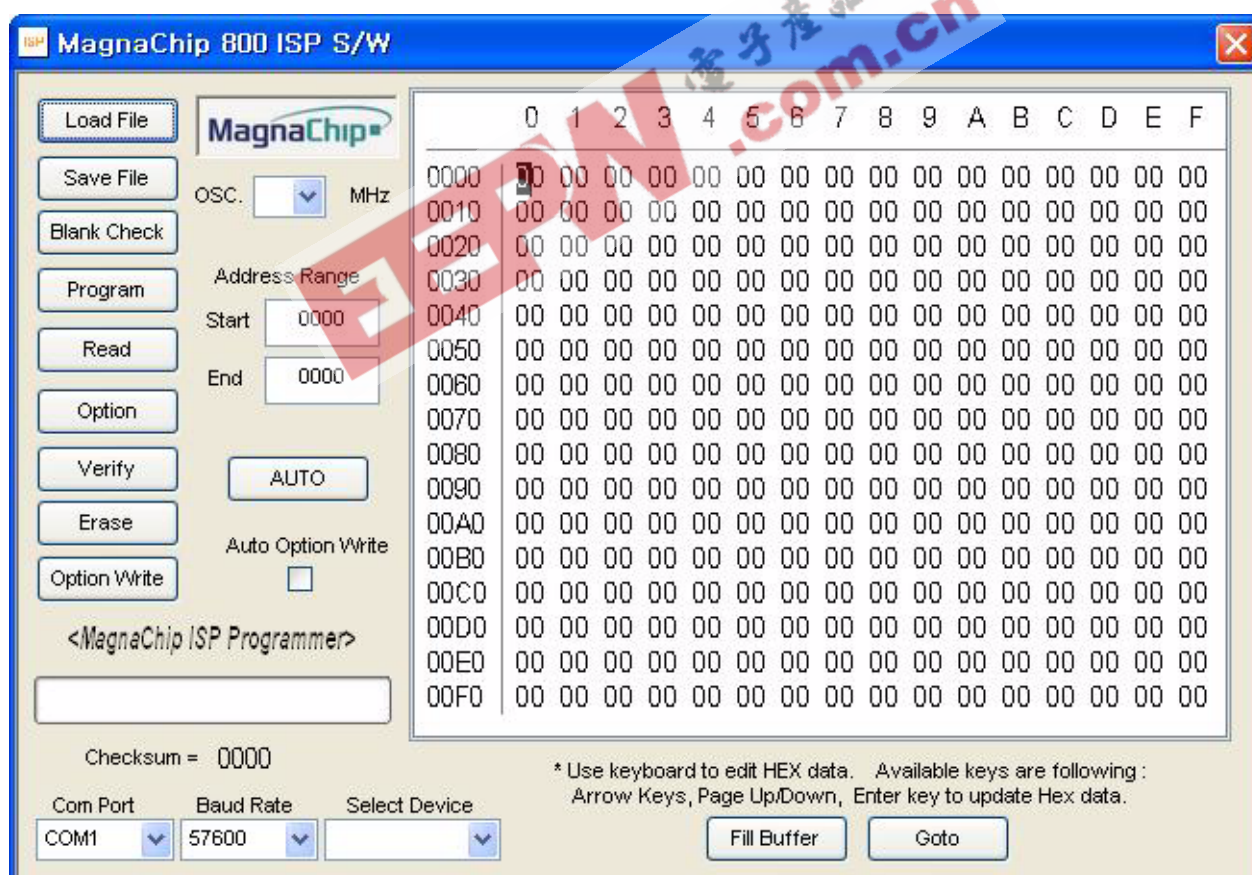 ISP MagnaChip 800 ISP S/W
Load File
Save File
Blank Check
Program
Read
Option
Verify
Erase
Option Write
MagnaChip
OSC. MHz
Address Range
Start 0000
End 0000
AUTO
Auto Option Write
<MagnaChip ISP Programmer>
Checksum = 0000
Com Port Baud Rate Select Device
COM1 57600
0 1 2 3 4 5 6 7 8 9 A B C D E F
0000 00 00 00 00 00 00 00 00 00 00 00 00 00 00 00 00
0010 00 00 00 00 00 00 00 00 00 00 00 00 00 00 00 00
0020 00 00 00 00 00 00 00 00 00 00 00 00 00 00 00 00
0030 00 00 00 00 00 00 00 00 00 00 00 00 00 00 00 00
0040 00 00 00 00 00 00 00 00 00 00 00 00 00 00 00 00
0050 00 00 00 00 00 00 00 00 00 00 00 00 00 00 00 00
0060 00 00 00 00 00 00 00 00 00 00 00 00 00 00 00 00
0070 00 00 00 00 00 00 00 00 00 00 00 00 00 00 00 00
0080 00 00 00 00 00 00 00 00 00 00 00 00 00 00 00 00
0090 00 00 00 00 00 00 00 00 00 00 00 00 00 00 00 00
00A0 00 00 00 00 00 00 00 00 00 00 00 00 00 00 00 00
00B0 00 00 00 00 00 00 00 00 00 00 00 00 00 00 00 00
00C0 00 00 00 00 00 00 00 00 00 00 00 00 00 00 00 00
00D0 00 00 00 00 00 00 00 00 00 00 00 00 00 00 00 00
00E0 00 00 00 00 00 00 00 00 00 00 00 00 00 00 00 00
00F0 00 00 00 00 00 00 00 00 00 00 00 00 00 00 00 00
* Use keyboard to edit HEX data. Available keys are following :
Arrow Keys, Page Up/Down, Enter key to update Hex data.
Fill Buffer
Goto
EEPW
.com.cn
電子產品